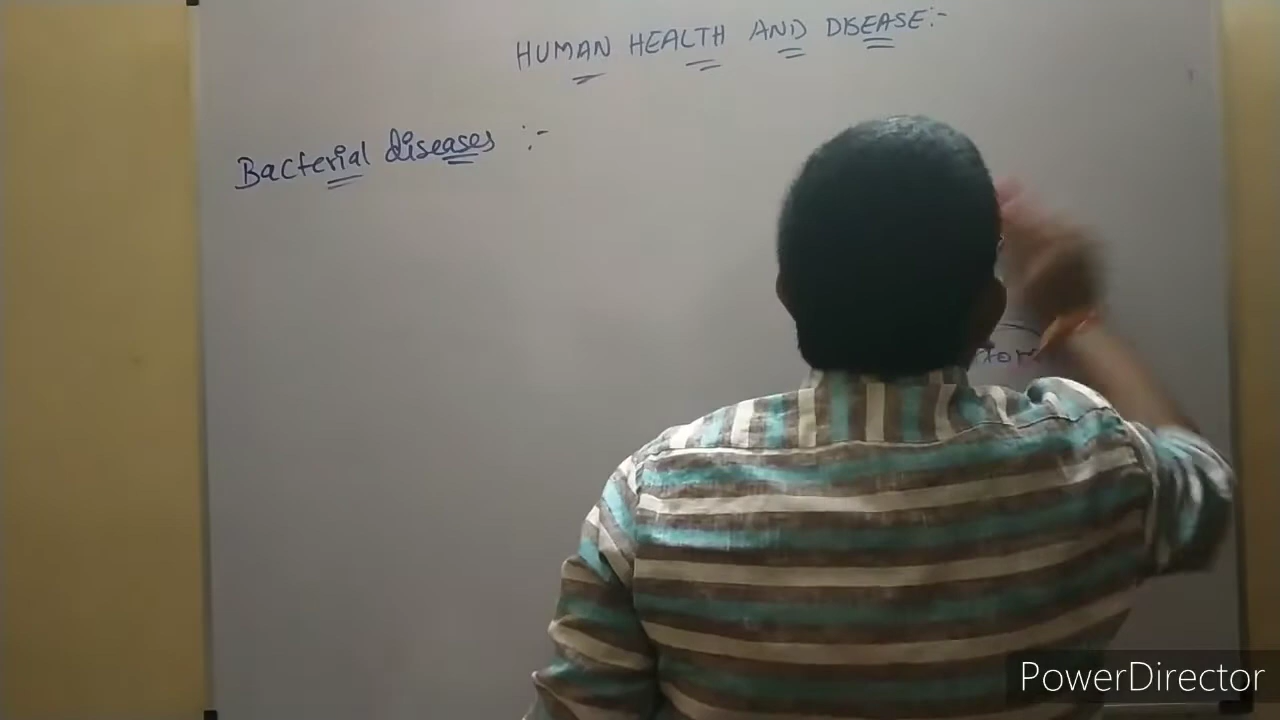 HUMAN HEALTH AND DISEASE:-
Bacterial diseases :-
PowerDirector